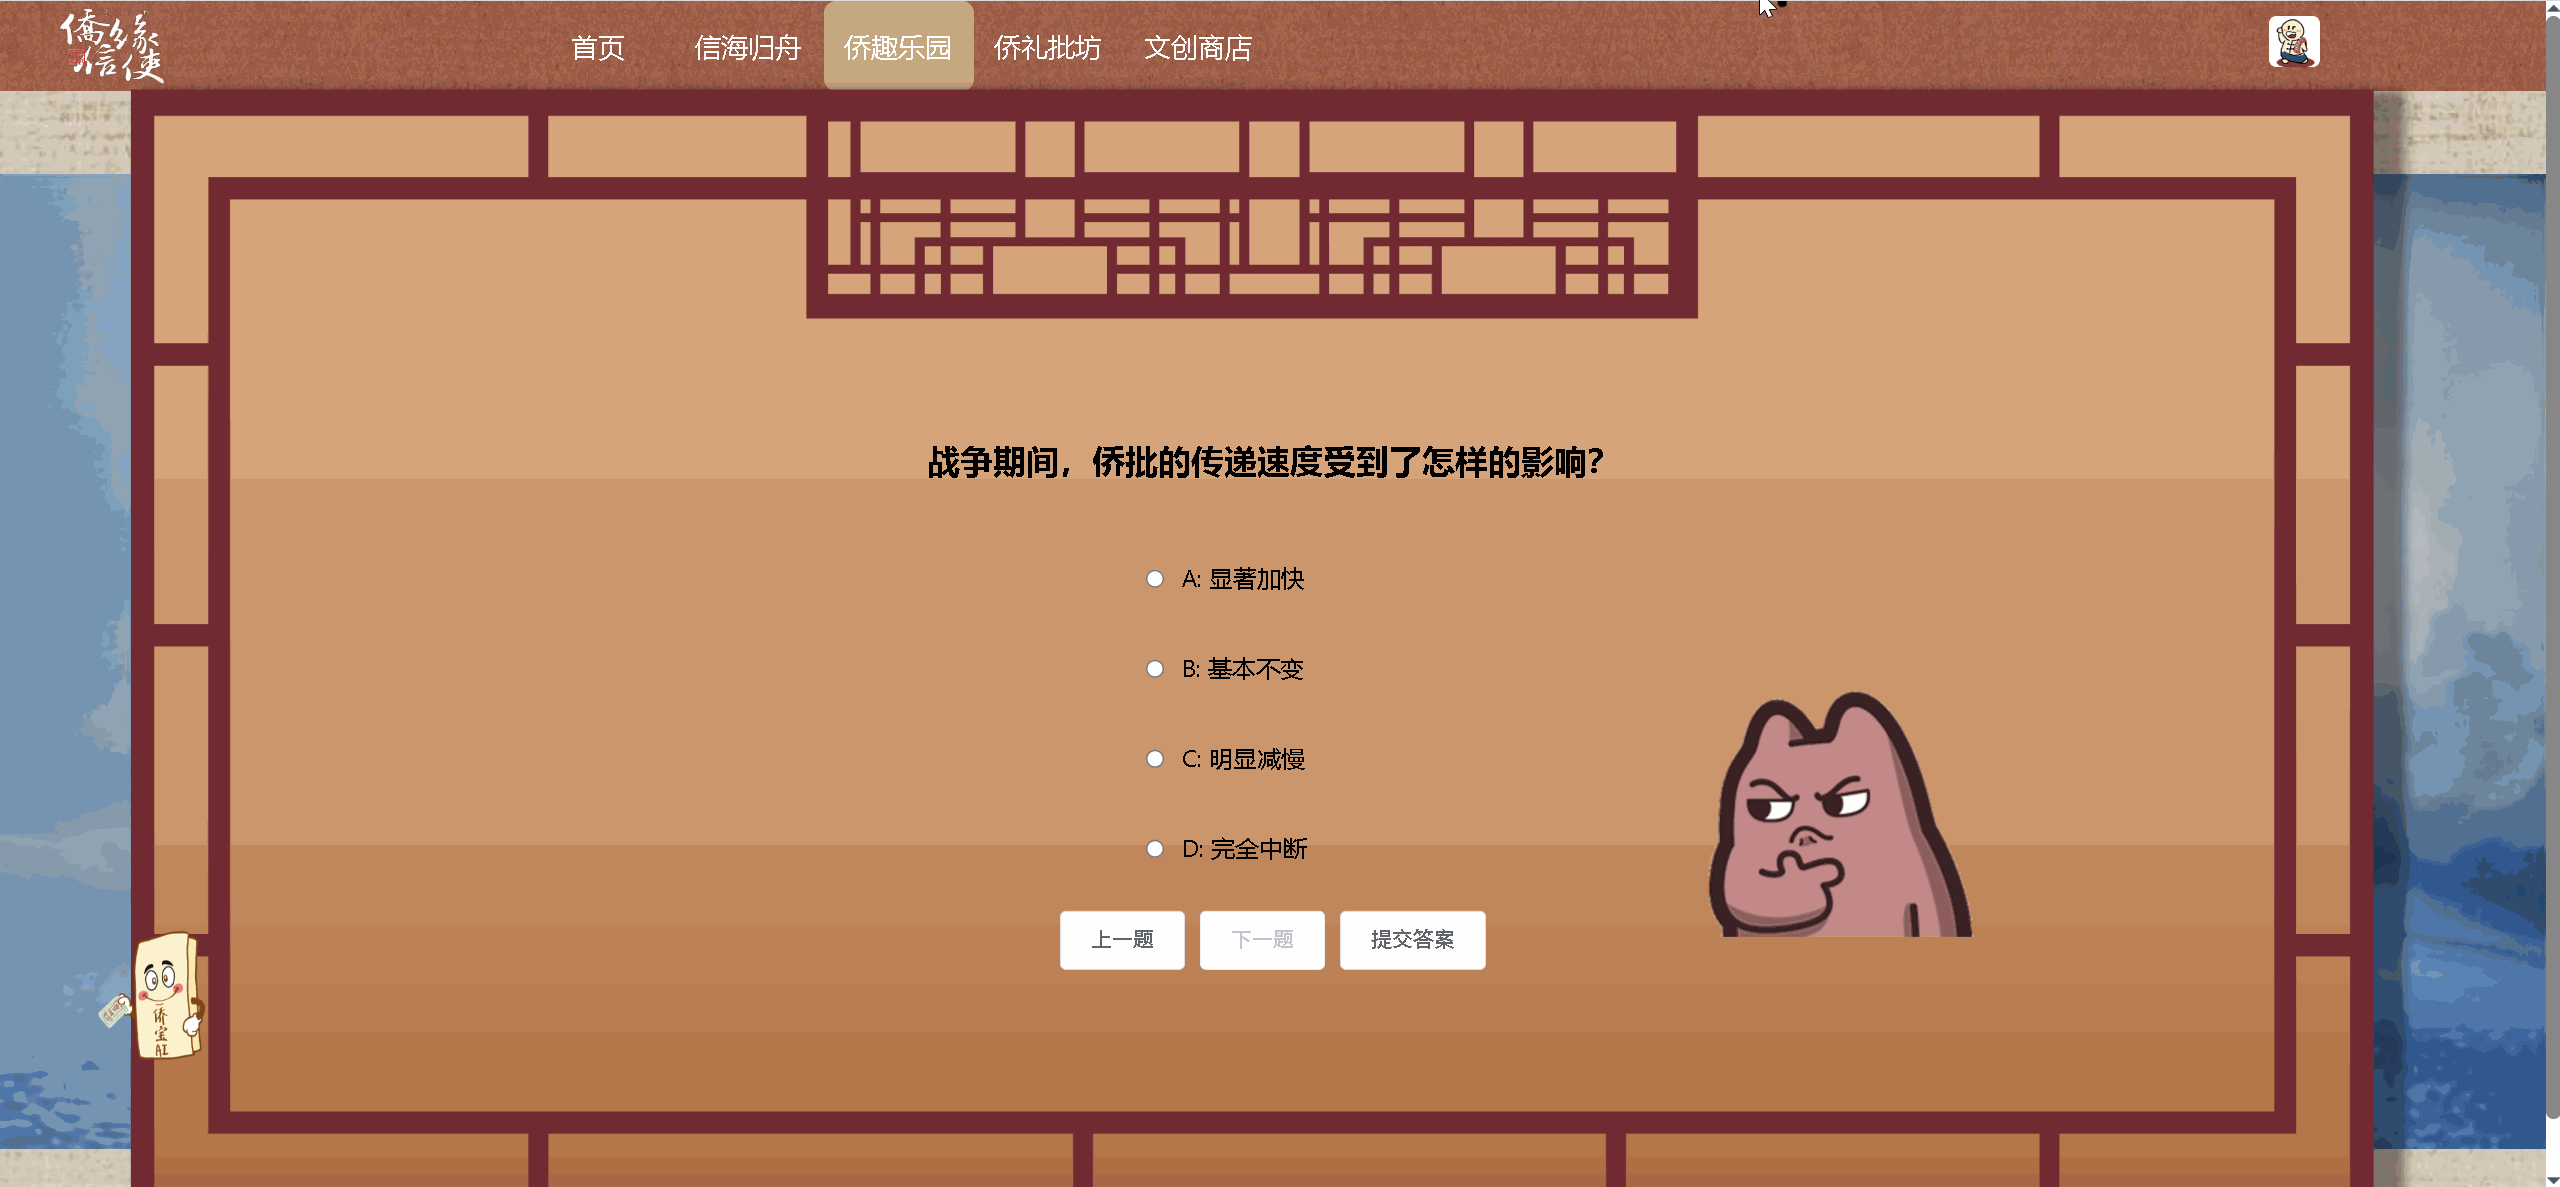 僑缘
信使
首页 信海归舟 侨趣乐园 侨礼批坊 文创商店
战争期间，侨批的传递速度受到了怎样的影响？
A: 显著加快
B: 基本不变
C: 明显减慢
D: 完全中断
上一题 下一题 提交答案
侨宝AI